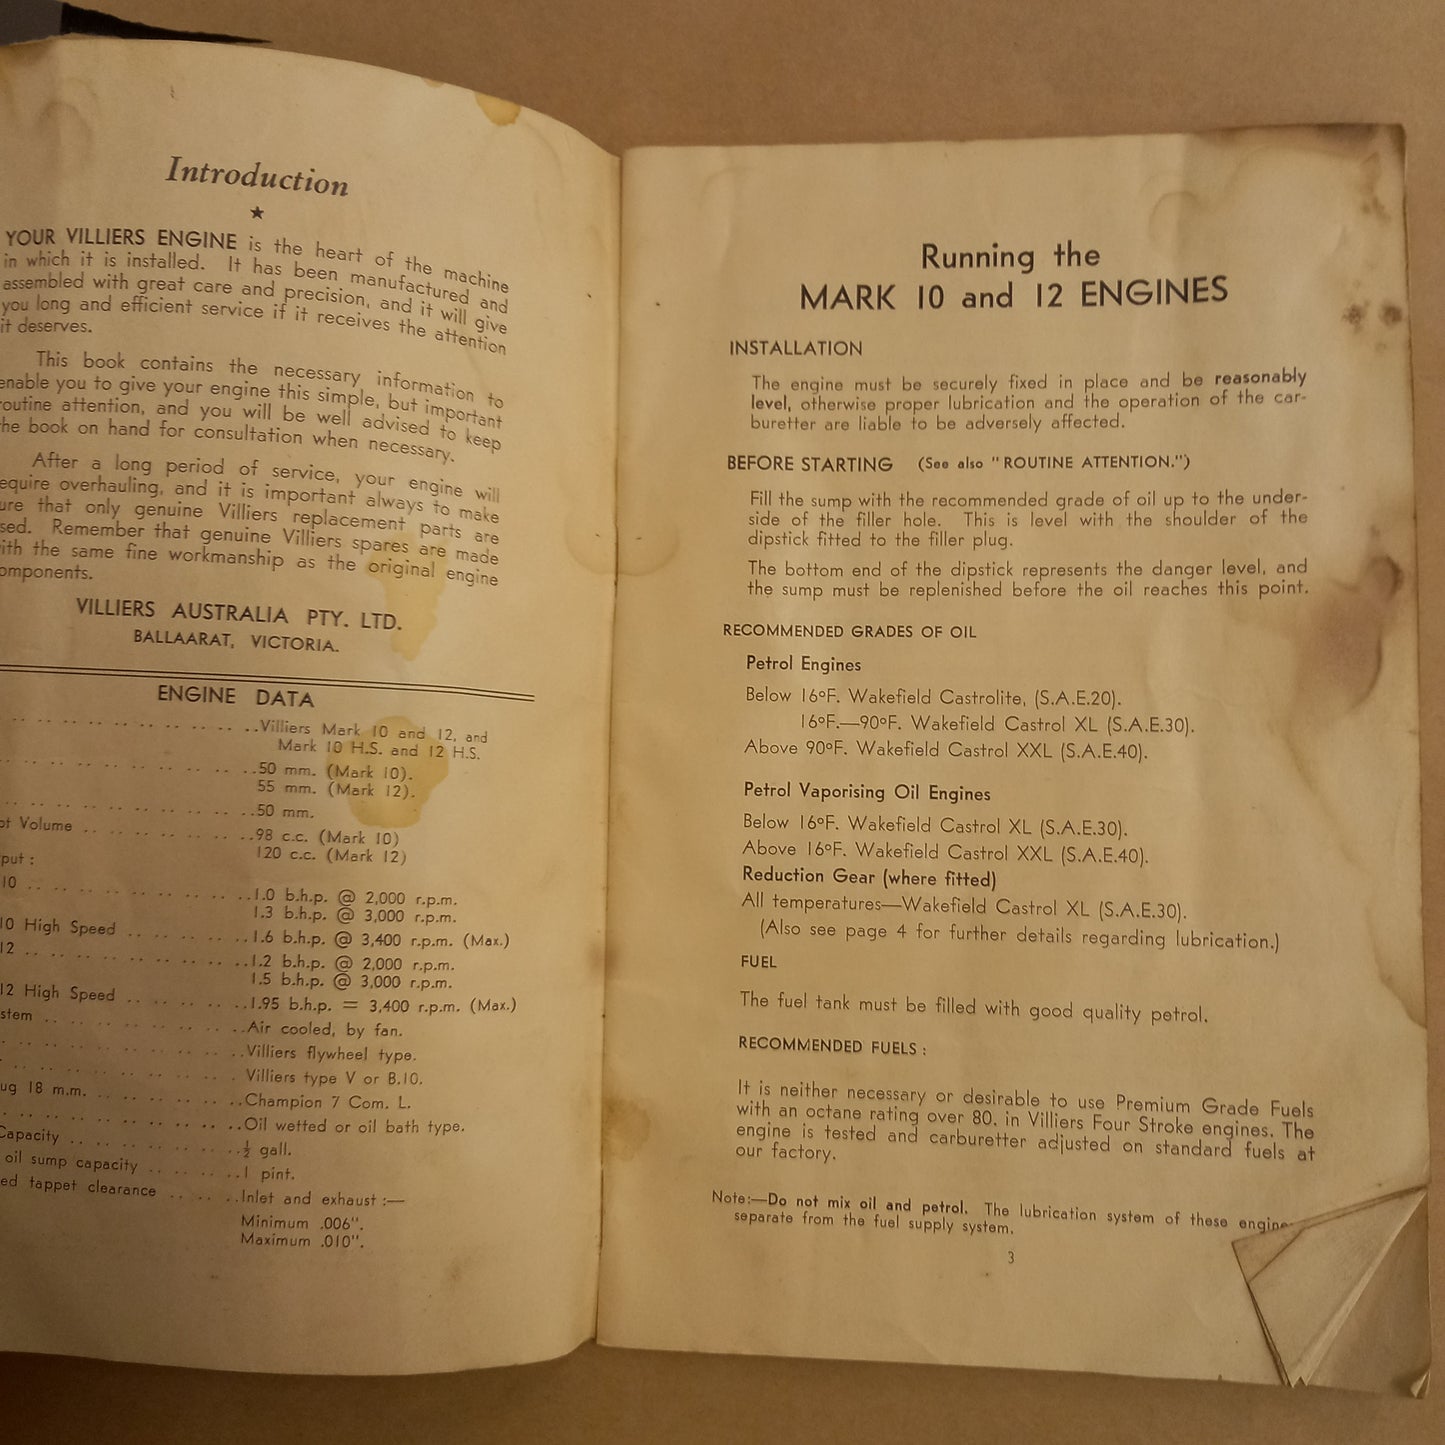 Introduction
★
YOUR VILLIERS ENGINE is the heart of the machine
in which it is installed. It has been manufactured and
assembled with great care and precision, and it will give
you long and efficient service if it receives the attention
it deserves.
This book contains the necessary information to
enable you to give your engine this simple, but important
routine attention, and you will be well advised to keep
the book on hand for consultation when necessary.
After a long period of service, your engine will
equire overhauling, and it is important always to make
ure that only genuine Villiers replacement parts are
sed. Remember that genuine Villiers spares are made
ith the same fine workmanship as the original engine
omponents.
VILLIERS AUSTRALIA PTY. LTD.
BALLAARAT, VICTORIA.
ENGINE DATA
Villiers Mark 10 and 12, and
Mark 10 H.S. and 12 H.S.
50 mm. (Mark 10).
55 mm. (Mark 12).
50 mm.
pt Volume 98 c.c. (Mark 10)
120 c.c. (Mark 12)
put :
10 1.0 b.h.p. @ 2,000 r.p.m.
1.3 b.h.p. @ 3,000 r.p.m.
10 High Speed 1.6 b.h.p. @ 3,400 r.p.m. (Max.)
12 1.2 b.h.p. @ 2,000 r.p.m.
1.5 b.h.p. @ 3,000 r.p.m.
12 High Speed 1.95 b.h.p. = 3,400 r.p.m. (Max.)
stem Air cooled, by fan.
Villiers flywheel type.
Villiers type V or B.10.
ug 18 m.m. Champion 7 Com. L.
Oil wetted or oil bath type.
Capacity ½ gall.
oil sump capacity 1 pint.
ed tappet clearance Inlet and exhaust :—
Minimum .006".
Maximum .010".
Running the
MARK 10 and 12 ENGINES
INSTALLATION
The engine must be securely fixed in place and be reasonably
level, otherwise proper lubrication and the operation of the car-
buretter are liable to be adversely affected.
BEFORE STARTING (See also "ROUTINE ATTENTION.")
Fill the sump with the recommended grade of oil up to the under-
side of the filler hole. This is level with the shoulder of the
dipstick fitted to the filler plug.
The bottom end of the dipstick represents the danger level, and
the sump must be replenished before the oil reaches this point.
RECOMMENDED GRADES OF OIL
Petrol Engines
Below 16°F. Wakefield Castrolite, (S.A.E.20).
16°F.—90°F. Wakefield Castrol XL (S.A.E.30).
Above 90°F. Wakefield Castrol XXL (S.A.E.40).
Petrol Vaporising Oil Engines
Below 16°F. Wakefield Castrol XL (S.A.E.30).
Above 16°F. Wakefield Castrol XXL (S.A.E.40).
Reduction Gear (where fitted)
All temperatures—Wakefield Castrol XL (S.A.E.30).
(Also see page 4 for further details regarding lubrication.)
FUEL
The fuel tank must be filled with good quality petrol.
RECOMMENDED FUELS :
It is neither necessary or desirable to use Premium Grade Fuels
with an octane rating over 80, in Villiers Four Stroke engines. The
engine is tested and carburetter adjusted on standard fuels at
our factory.
Note:—Do not mix oil and petrol. The lubrication system of these engine
separate from the fuel supply system.
3